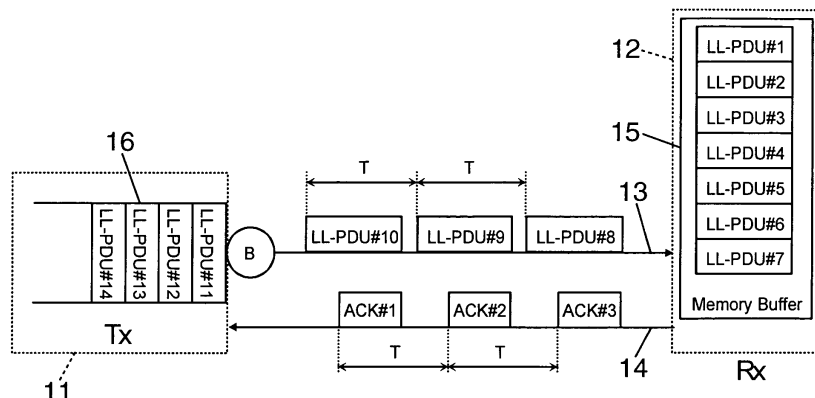 12
LL-PDU#1
LL-PDU#2
LL-PDU#3
LL-PDU#4
LL-PDU#5
LL-PDU#6
LL-PDU#7
Memory Buffer
Rx
15
16
T
T
LL-PDU#14
LL-PDU#13
LL-PDU#12
LL-PDU#11
B
LL-PDU#10
LL-PDU#9
LL-PDU#8
13
ACK#1
ACK#2
ACK#3
14
T
T
Tx
11